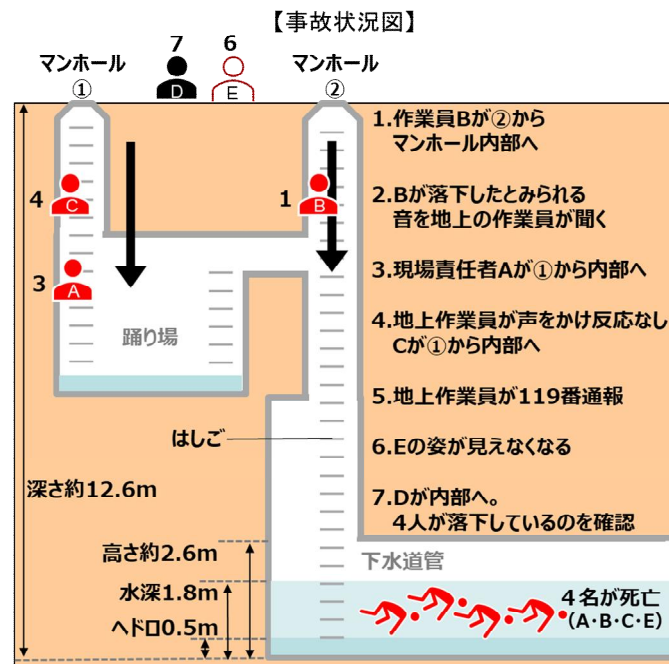 【事故状況図】
7
6
マンホール
①
D
E
マンホール
②
1.作業員Bが②から
マンホール内部へ
4
C
1
B
2.Bが落下したとみられる
音を地上の作業員が聞く
3
A
3.現場責任者Aが①から内部へ
踊り場
4.地上作業員が声をかけ反応なし
Cが①から内部へ
5.地上作業員が119番通報
はしご
6.Eの姿が見えなくなる
深さ約12.6m
7.Dが内部へ。
4人が落下しているのを確認
高さ約2.6m
下水道管
水深1.8m
ヘドロ0.5m
4名が死亡
(A・B・C・E)